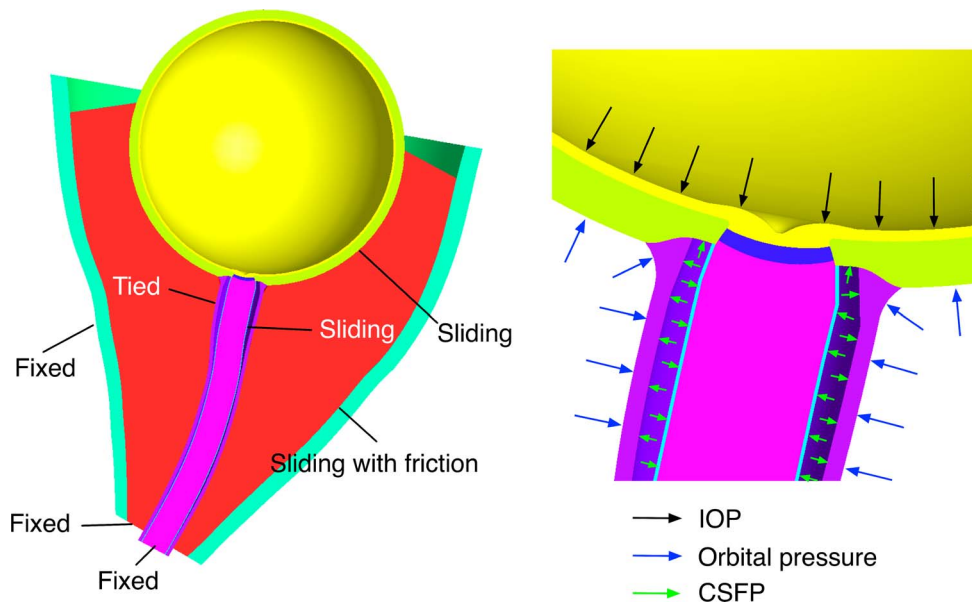 Tied
Sliding
Sliding
Fixed
Sliding with friction
Fixed
Fixed
IOP
Orbital pressure
CSFP